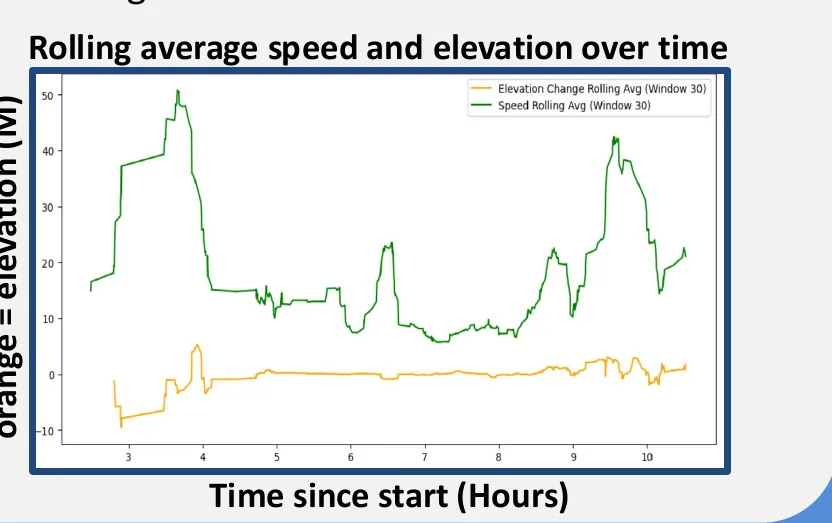 Rolling average speed and elevation over time
orange = elevation (M)
Elevation Change Rolling Avg (Window 30)
Speed Rolling Avg (Window 30)
50
40
30
20
10
0
−10
3 4 5 6 7 8 9 10
Time since start (Hours)